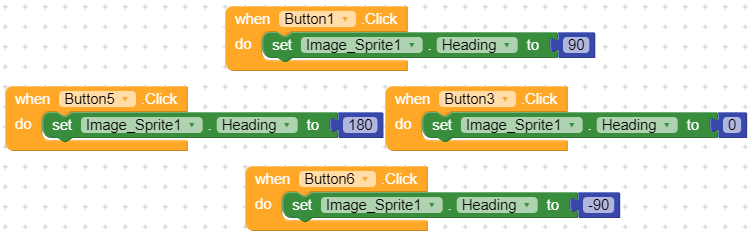 when Button1 .Click
do set Image_Sprite1 . Heading to 90
when Button5 .Click
do set Image_Sprite1 . Heading to 180
when Button3 .Click
do set Image_Sprite1 . Heading to 0
when Button6 .Click
do set Image_Sprite1 . Heading to -90